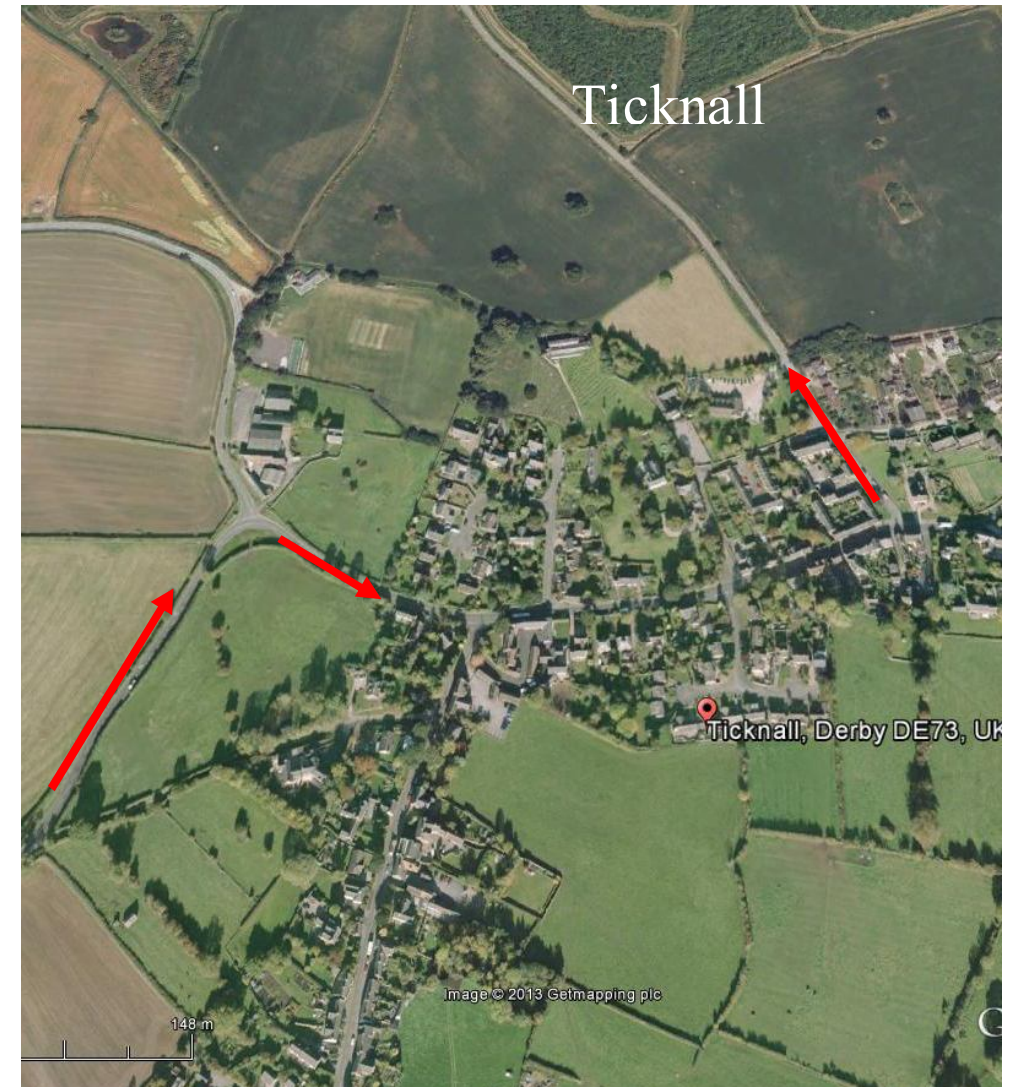 Ticknall
Ticknall, Derby DE73, UK
Image © 2013 Getmapping plc
G
148 m